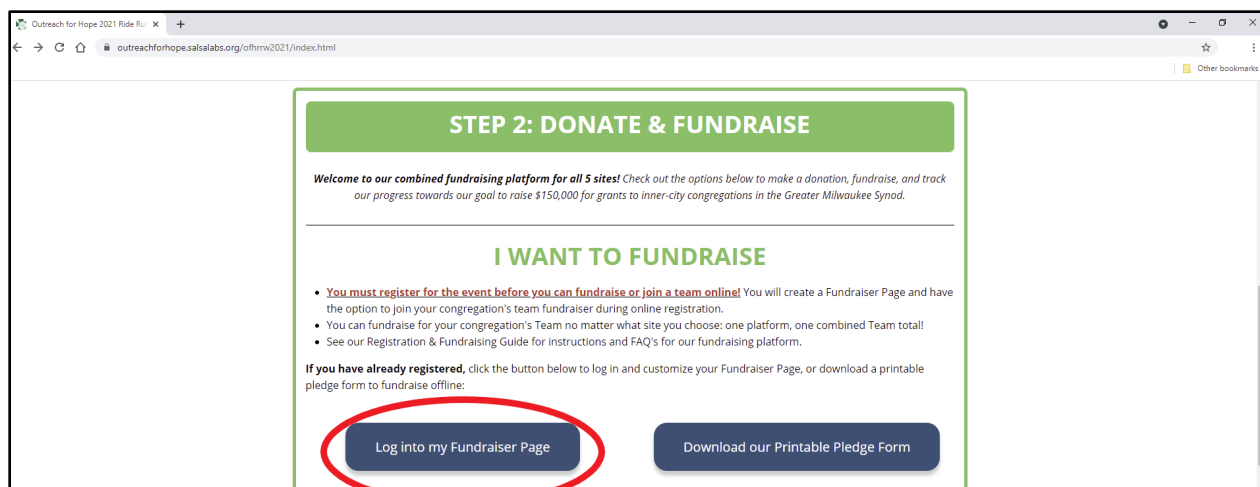 Outreach for Hope 2021 Ride Ru
outreachforhope.salsalabs.org/ofhrrw2021/index.html
Other bookmarks
STEP 2: DONATE & FUNDRAISE
Welcome to our combined fundraising platform for all 5 sites! Check out the options below to make a donation, fundraise, and track
our progress towards our goal to raise $150,000 for grants to inner-city congregations in the Greater Milwaukee Synod.
I WANT TO FUNDRAISE
• You must register for the event before you can fundraise or join a team online! You will create a Fundraiser Page and have
the option to join your congregation's team fundraiser during online registration.
• You can fundraise for your congregation's Team no matter what site you choose: one platform, one combined Team total!
• See our Registration & Fundraising Guide for instructions and FAQ's for our fundraising platform.
If you have already registered, click the button below to log in and customize your Fundraiser Page, or download a printable
pledge form to fundraise offline:
Log into my Fundraiser Page
Download our Printable Pledge Form